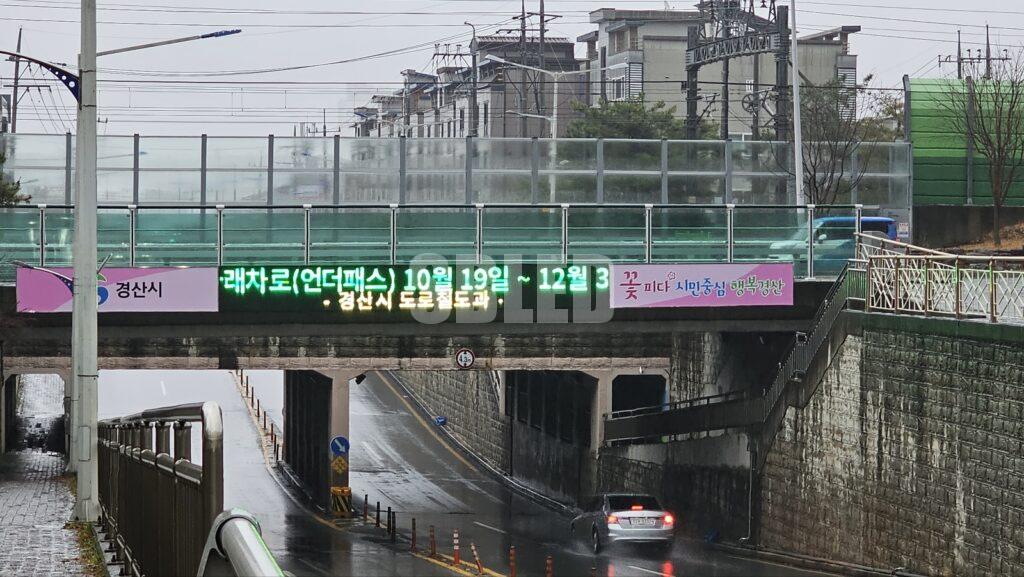 경산시
래차로(언더패스) 10월 19일 ~ 12월 3
- 경산시 도로철도과 -
꽃피다 시민중심 행복경산
4.3m
SBLED